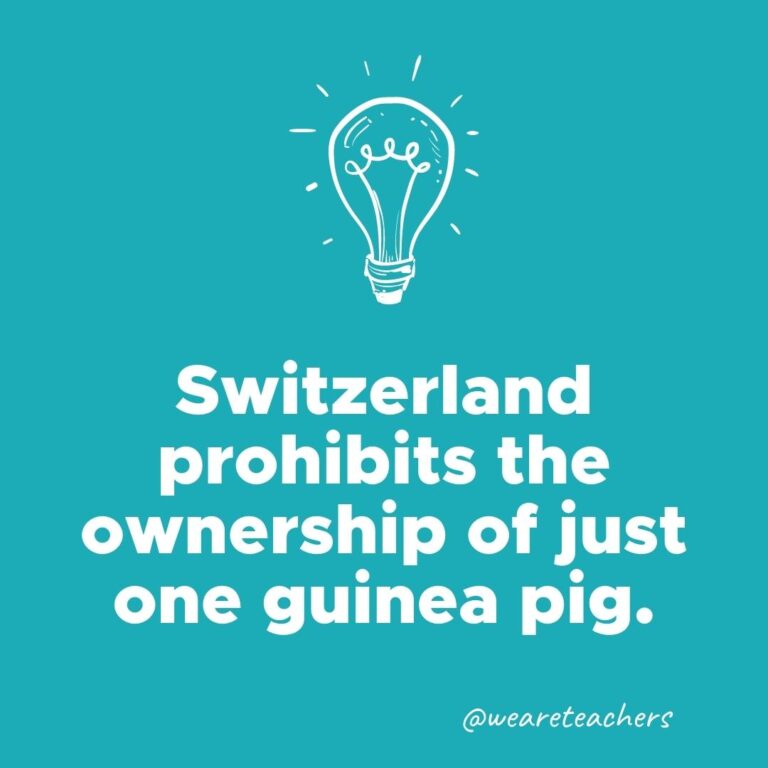 Switzerland
prohibits the
ownership of just
one guinea pig.
@weareteachers